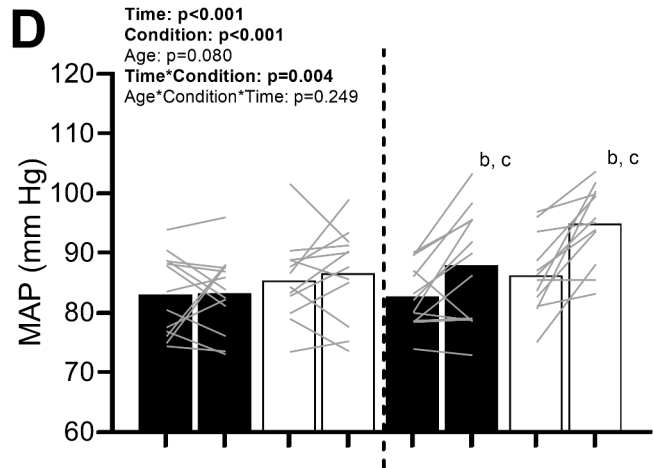 D
Time: p<0.001
Condition: p<0.001
Age: p=0.080
Time*Condition: p=0.004
Age*Condition*Time: p=0.249
MAP (mm Hg)
120
110
100
90
80
70
60
b, c
b, c